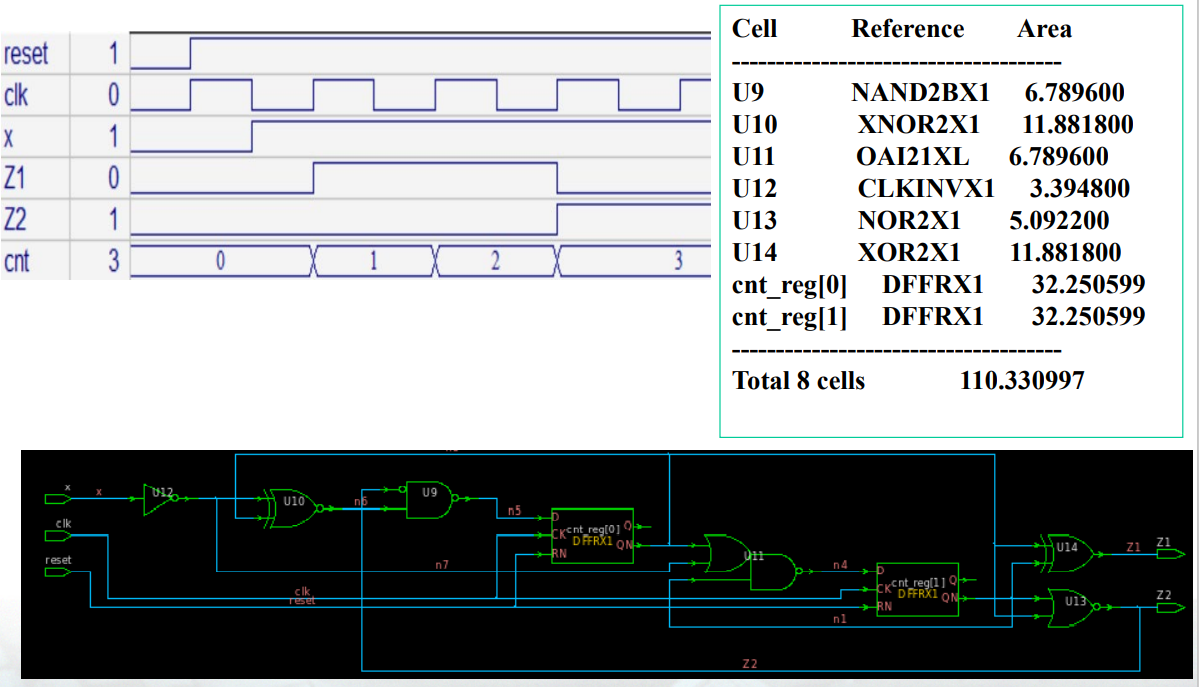 reset 1
clk 0
x 1
Z1 0
Z2 1
cnt 3 0 1 2 3
Cell Reference Area
-------------------------------------
U9 NAND2BX1 6.789600
U10 XNOR2X1 11.881800
U11 OAI21XL 6.789600
U12 CLKINVX1 3.394800
U13 NOR2X1 5.092200
U14 XOR2X1 11.881800
cnt_reg[0] DFFRX1 32.250599
cnt_reg[1] DFFRX1 32.250599
-------------------------------------
Total 8 cells 110.330997
x x U12 U10 n6 U9
n5
clk
D cnt_reg[0] Q
CK DFFRX1 QN
RN
reset
n7
U11
n4
D cnt_reg[1] Q
CK DFFRX1 QN
RN
U14 Z1 Z1
U13 Z2
clk
reset
n1
Z2